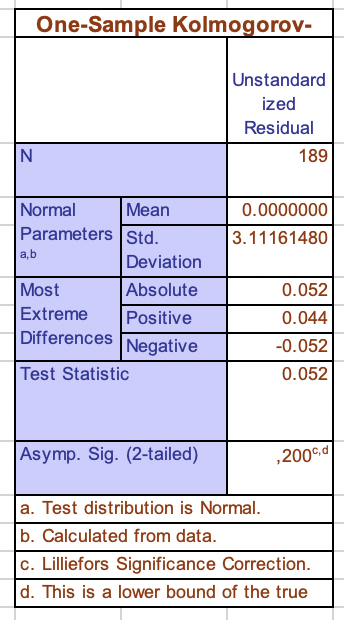 One-Sample Kolmogorov-
Unstandard
ized
Residual
N 189
Normal Mean 0.0000000
Parameters Std. 3.11161480
a,b Deviation
Most Absolute 0.052
Extreme Positive 0.044
Differences Negative -0.052
Test Statistic 0.052
Asymp. Sig. (2-tailed) ,200c,d
a. Test distribution is Normal.
b. Calculated from data.
c. Lilliefors Significance Correction.
d. This is a lower bound of the true